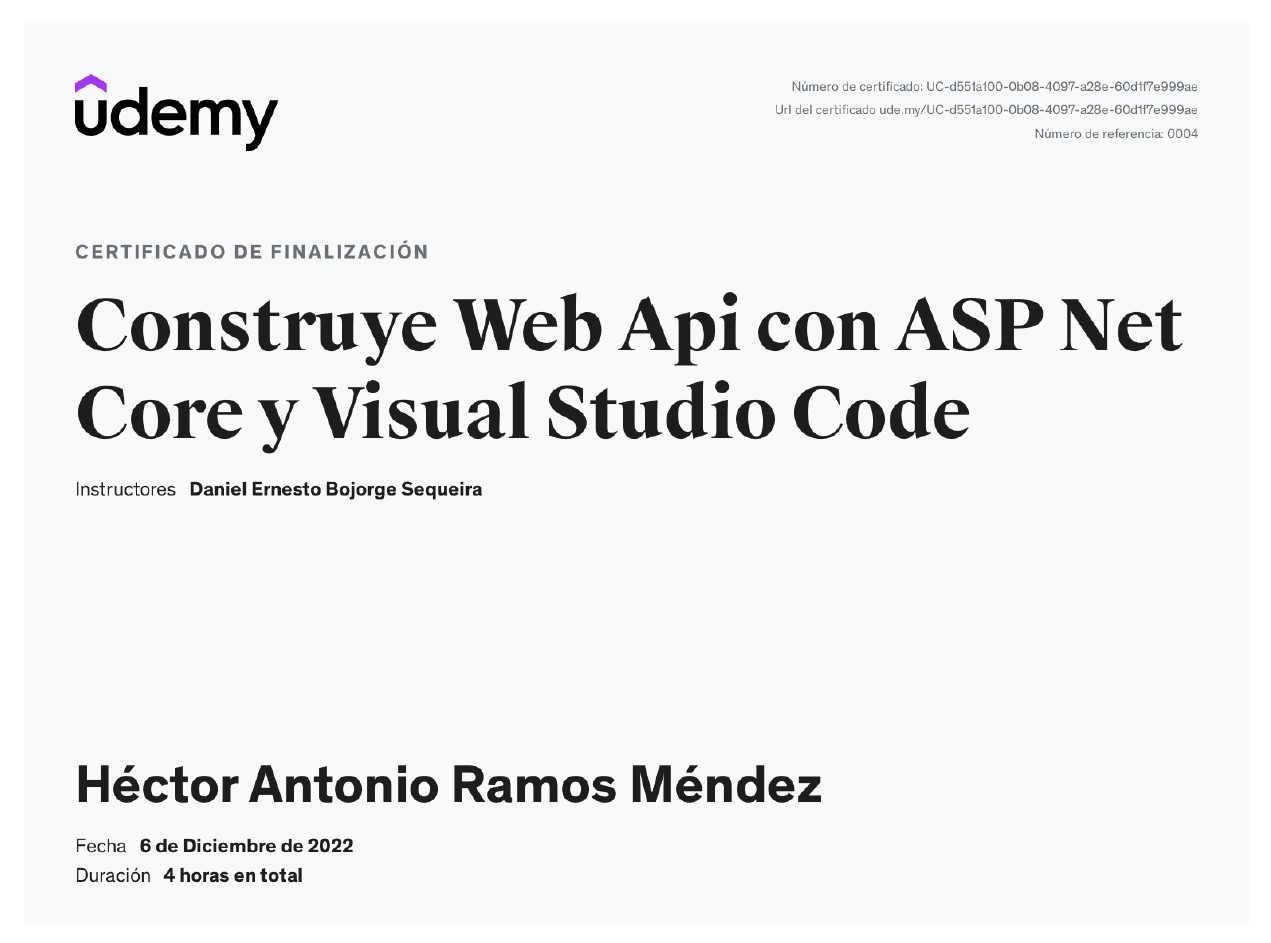 udemy
Número de certificado: UC-d551a100-0b08-4097-a28e-60d1f7e999ae
Url del certificado ude.my/UC-d551a100-0b08-4097-a28e-60d1f7e999ae
Número de referencia: 0004
CERTIFICADO DE FINALIZACIÓN
Construye Web Api con ASP Net
Core y Visual Studio Code
Instructores Daniel Ernesto Bojorge Sequeira
Héctor Antonio Ramos Méndez
Fecha 6 de Diciembre de 2022
Duración 4 horas en total